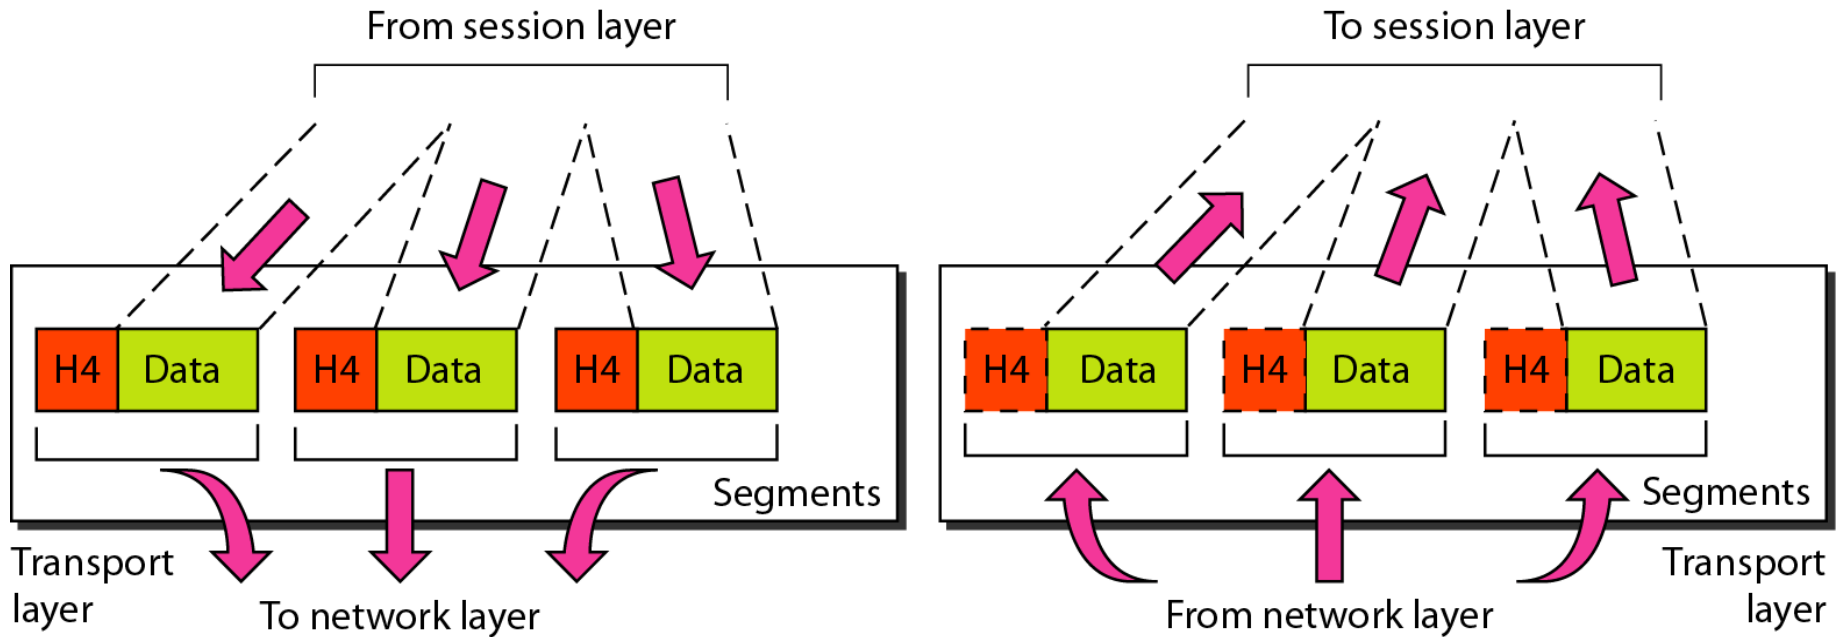 From session layer
H4 Data H4 Data H4 Data
Segments
Transport
layer
To network layer
To session layer
H4 Data H4 Data H4 Data
Segments
From network layer
Transport
layer